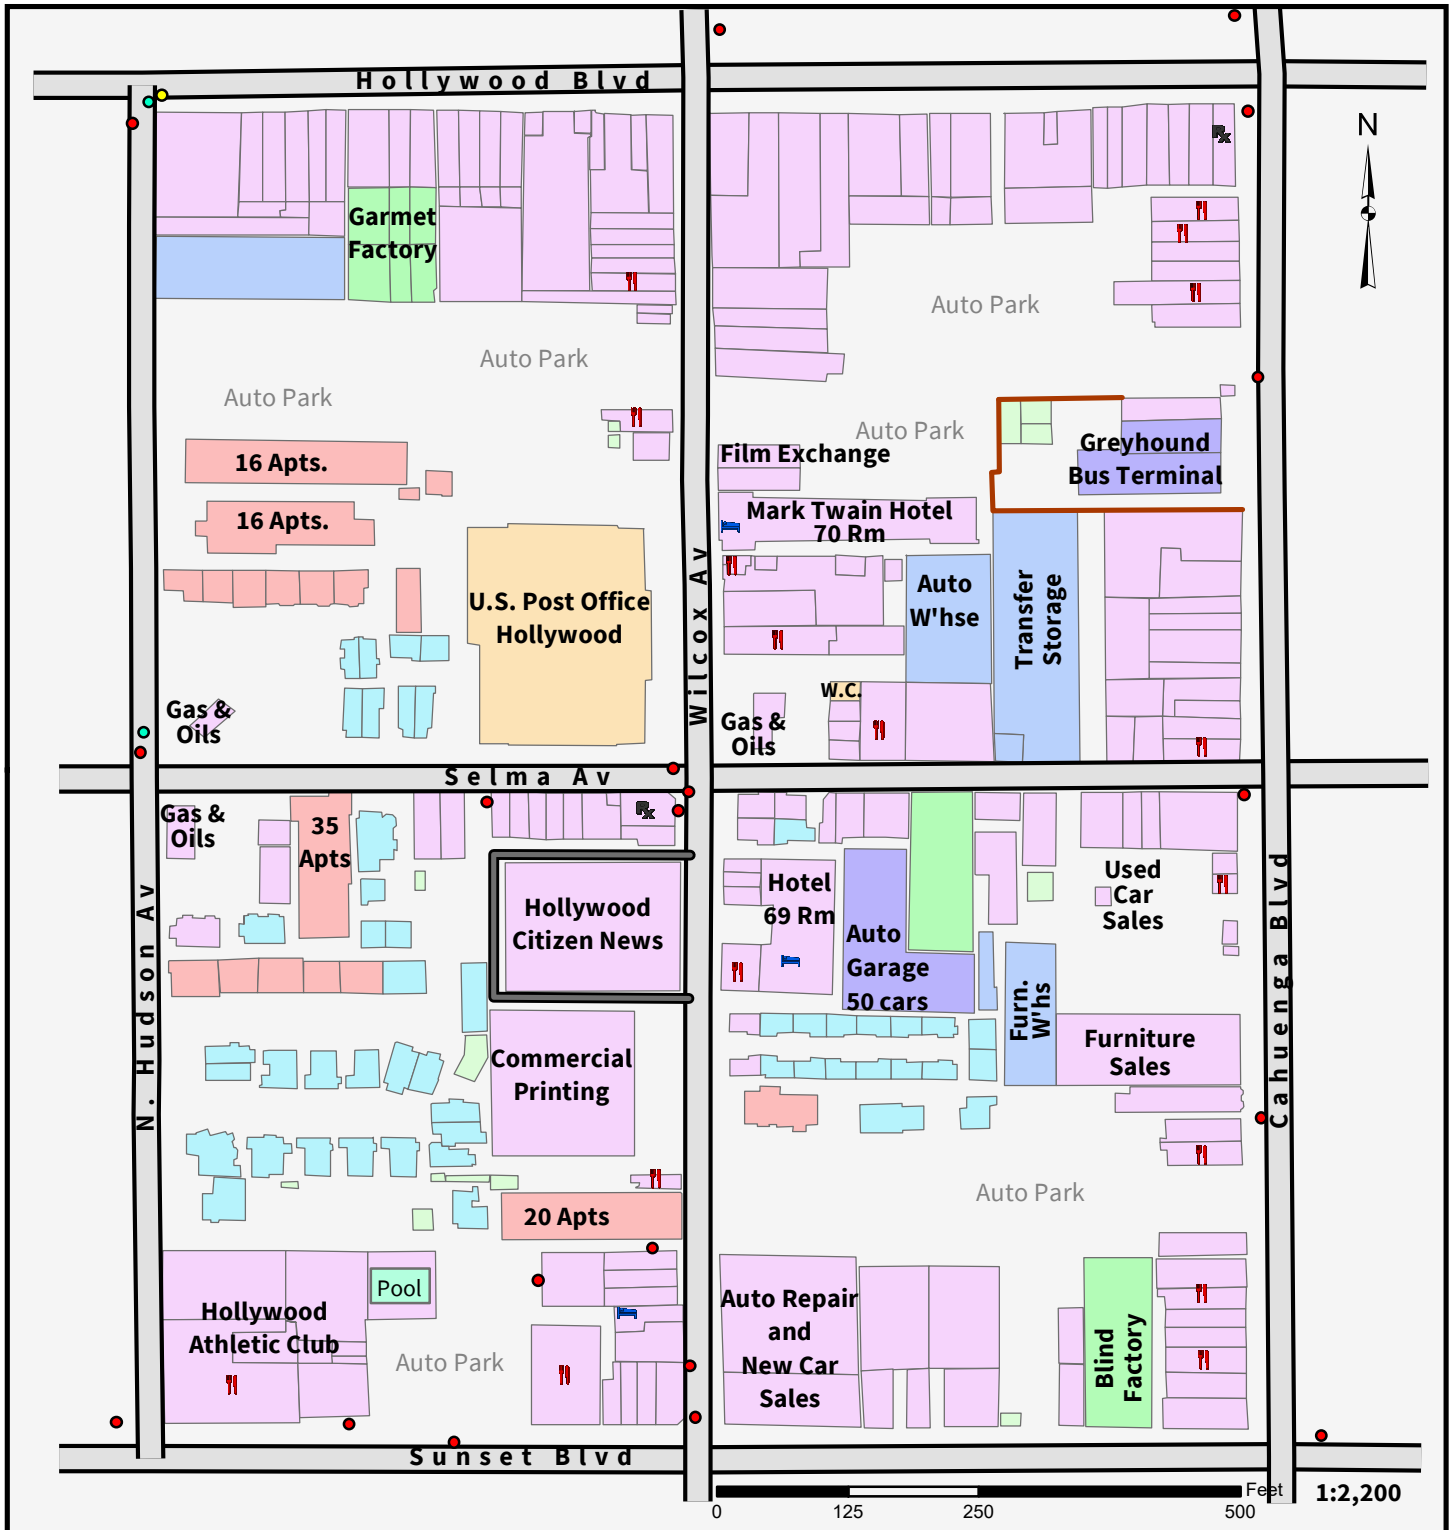 Hollywood Blvd
N
Rx
Garmet
Factory
Auto Park
Auto Park
Auto Park
Auto Park
16 Apts.
16 Apts.
Film Exchange
Greyhound
Bus Terminal
Mark Twain Hotel
70 Rm
U.S. Post Office
Hollywood
Wilcox Av
Auto
W'hse
Transfer
Storage
W.C.
Gas &
Oils
Gas &
Oils
Selma Av
Gas &
Oils
35
Apts
Rx
Hollywood
Citizen News
Hotel
69 Rm
Auto
Garage
50 cars
Used
Car
Sales
N. Hudson Av
Cahuenga Blvd
Furn.
W'hs
Furniture
Sales
Commercial
Printing
Auto Park
20 Apts
Pool
Hollywood
Athletic Club
Auto Park
Auto Repair
and
New Car
Sales
Blind
Factory
Sunset Blvd
Feet
0 125 250 500
1:2,200